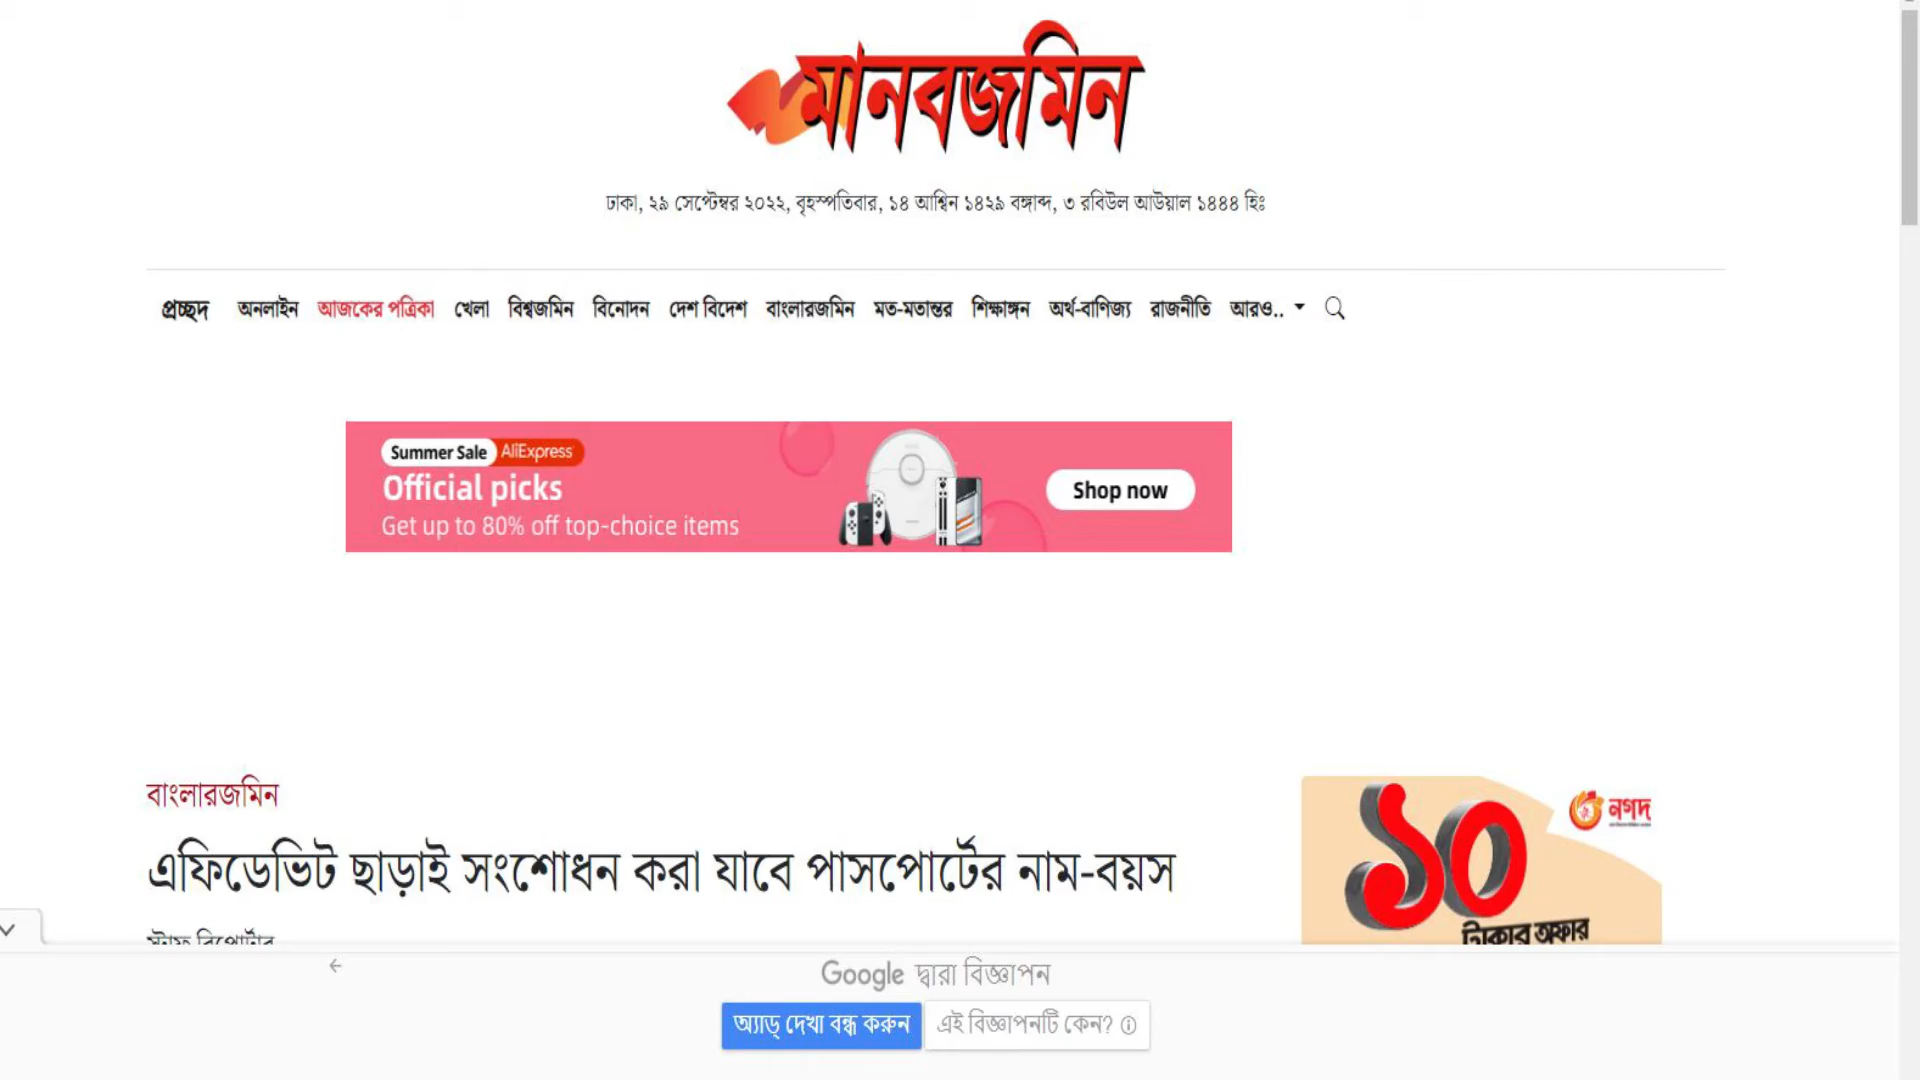 মানবজমিন
ঢাকা, ২৯ সেপ্টেম্বর ২০২২, বৃহস্পতিবার, ১৪ আশ্বিন ১৪২৯ বঙ্গাব্দ, ৩ রবিউল আউয়াল ১৪৪৪ হিঃ
প্রচ্ছদ অনলাইন আজকের পত্রিকা খেলা বিশ্বজমিন বিনোদন দেশ বিদেশ বাংলারজমিন মত-মতান্তর শিক্ষাঙ্গন অর্থ-বাণিজ্য রাজনীতি আরও..
Summer Sale AliExpress
Official picks
Get up to 80% off top-choice items
Shop now
বাংলারজমিন
এফিডেভিট ছাড়াই সংশোধন করা যাবে পাসপোর্টের নাম-বয়স
স্টাফ রিপোর্টার
নগদ
১০
টাকার অফার
Google দ্বারা বিজ্ঞাপন
অ্যাড্ দেখা বন্ধ করুন
এই বিজ্ঞাপনটি কেন?